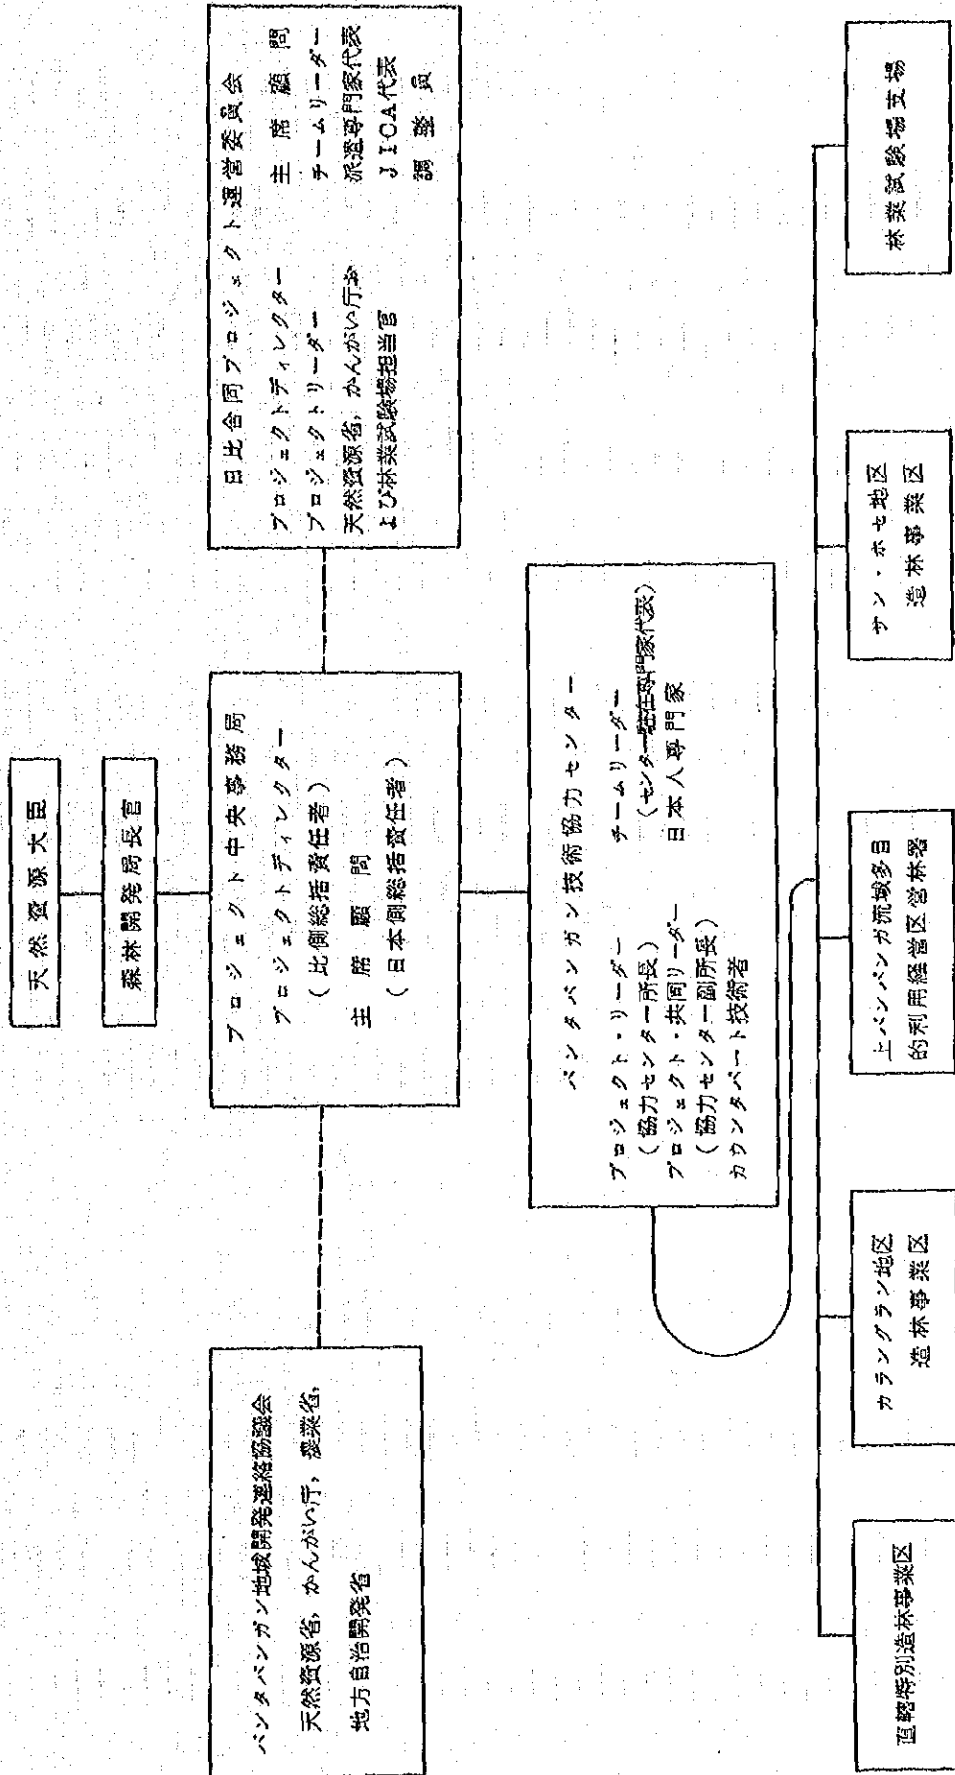 天然資源大臣
森林開発局長官
プロジェクト中央事務局
プロジェクトディレクター
(比側総括責任者)
主席顧問
(日本側総括責任者)
パンタバンガン地域開発連絡協議会
天然資源省,かんがい庁,農業省,
地方自治開発省
日比合同プロジェクト運営委員会
プロジェクトディレクター 主席顧問
プロジェクトリーダー チームリーダー
天然資源省,かんがい庁お 派遣専門家代表
よび林業試験場担当官 JICA代表
調整員
パンタバンガン技術協力センター
プロジェクト・リーダー チームリーダー
(協力センター所長) (センター駐在専門家代表)
プロジェクト・共同リーダー 日本人専門家
(協力センター副所長)
カウンタパート技術者
直轄特別造林事業区
カラングラン地区
造林事業区
上パンパンガ流域多目
的利用経営区営林署
サン・ホセ地区
造林事業区
林業試験場支場